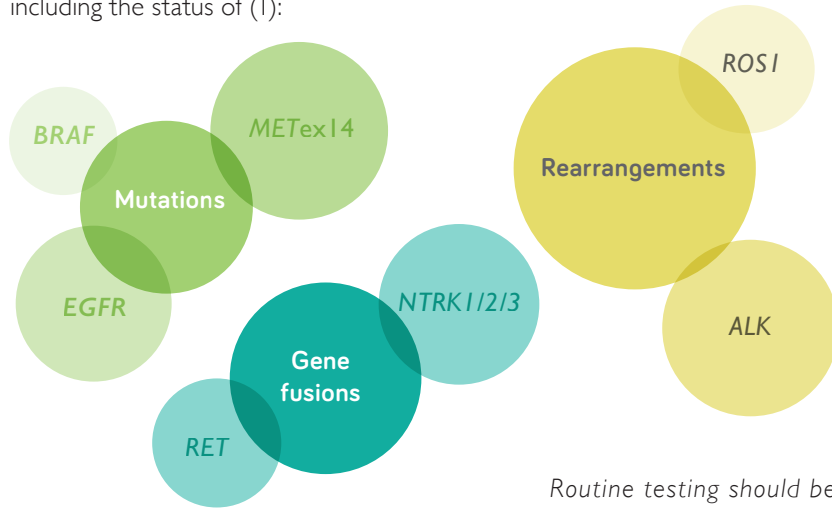 including the status of (1):
BRAF
METex14
Mutations
EGFR
Gene
fusions
NTRK1/2/3
RET
ROS1
Rearrangements
ALK
Routine testing should be